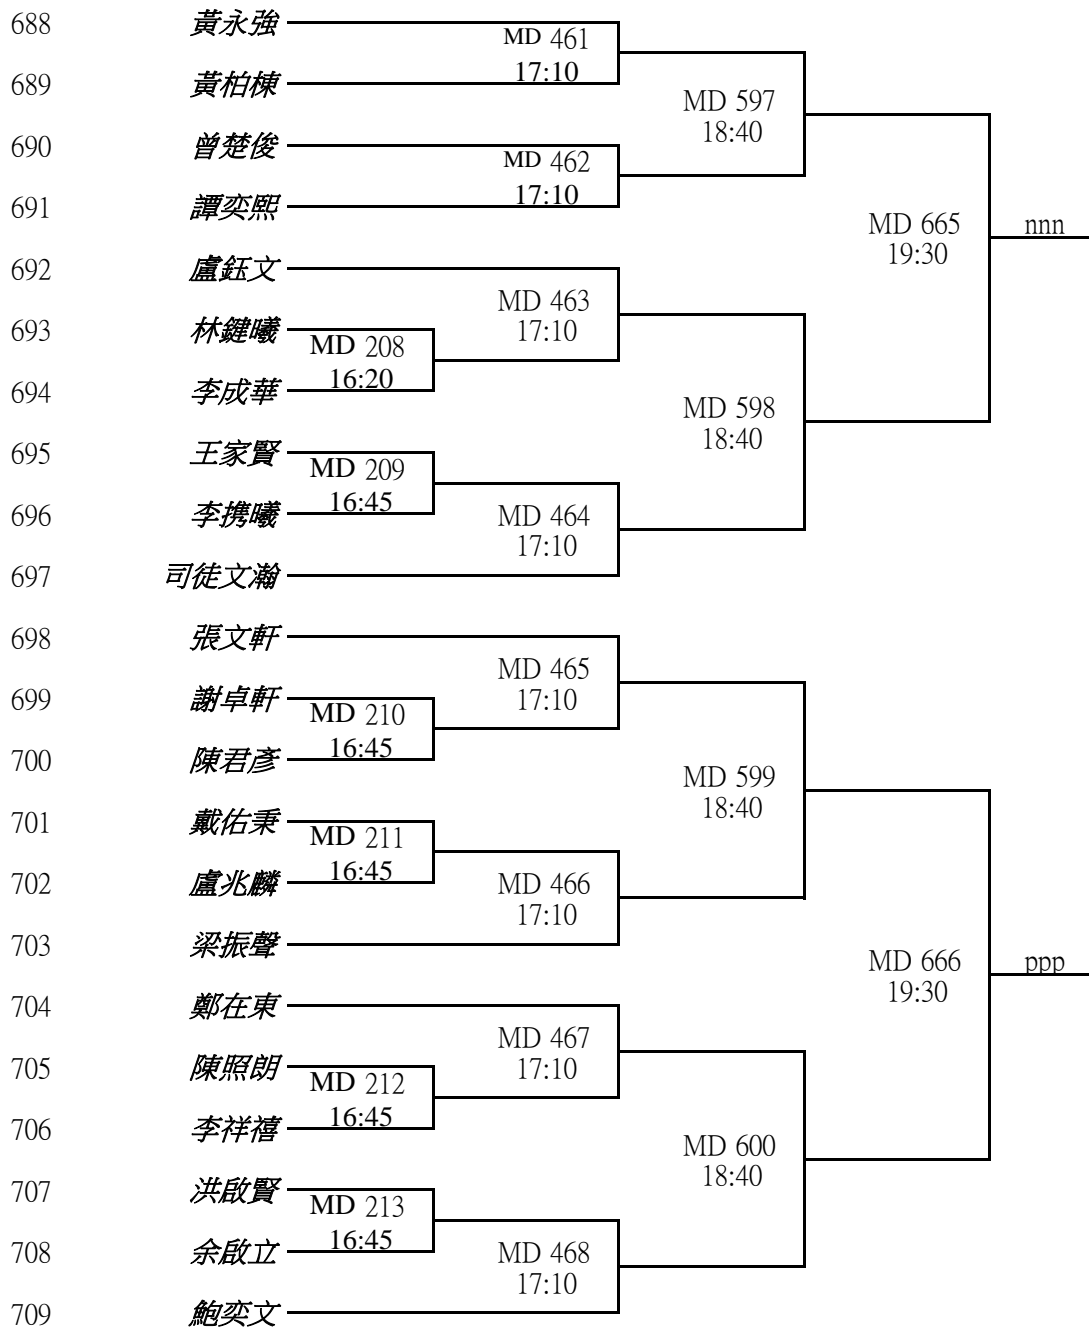 688 黃永強
MD 461
17:10
689 黃柏棟
MD 597
18:40
690 曾楚俊
MD 462
17:10
691 譚奕熙
MD 665
19:30
nnn
692 盧鈺文
MD 463
17:10
693 林鍵曦
MD 208
16:20
694 李成華
MD 598
18:40
695 王家賢
MD 209
16:45
696 李携曦
MD 464
17:10
697 司徒文瀚
698 張文軒
MD 465
17:10
699 謝卓軒
MD 210
16:45
700 陳君彥
MD 599
18:40
701 戴佑秉
MD 211
16:45
702 盧兆麟
MD 466
17:10
703 梁振聲
MD 666
19:30
ppp
704 鄭在東
MD 467
17:10
705 陳照朗
MD 212
16:45
706 李祥禧
MD 600
18:40
707 洪啟賢
MD 213
16:45
708 余啟立
MD 468
17:10
709 鮑奕文